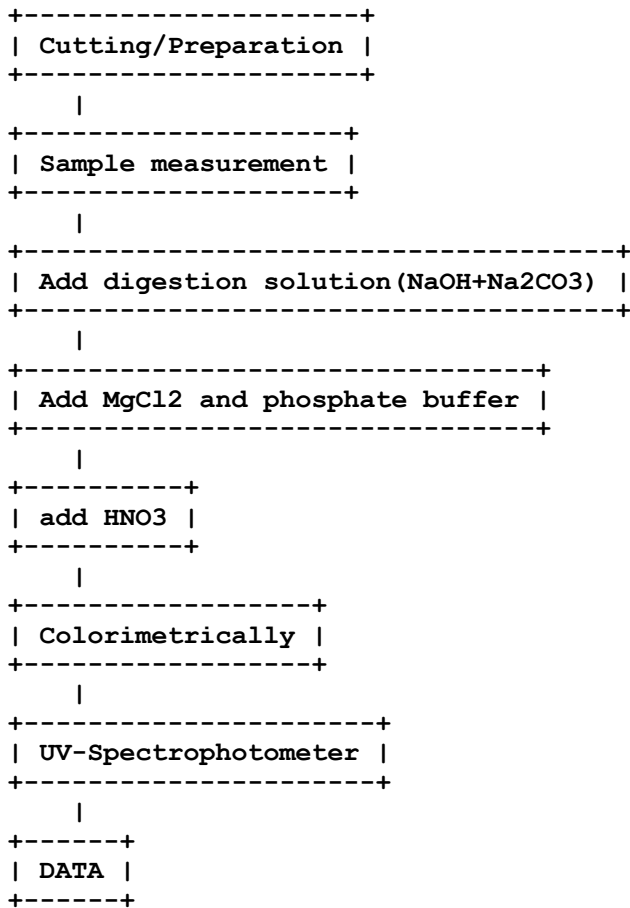 Cutting/Preparation
Sample measurement
Add digestion solution(NaOH+Na2CO3)
Add MgCl2 and phosphate buffer
add HNO3
Colorimetrically
UV-Spectrophotometer
DATA